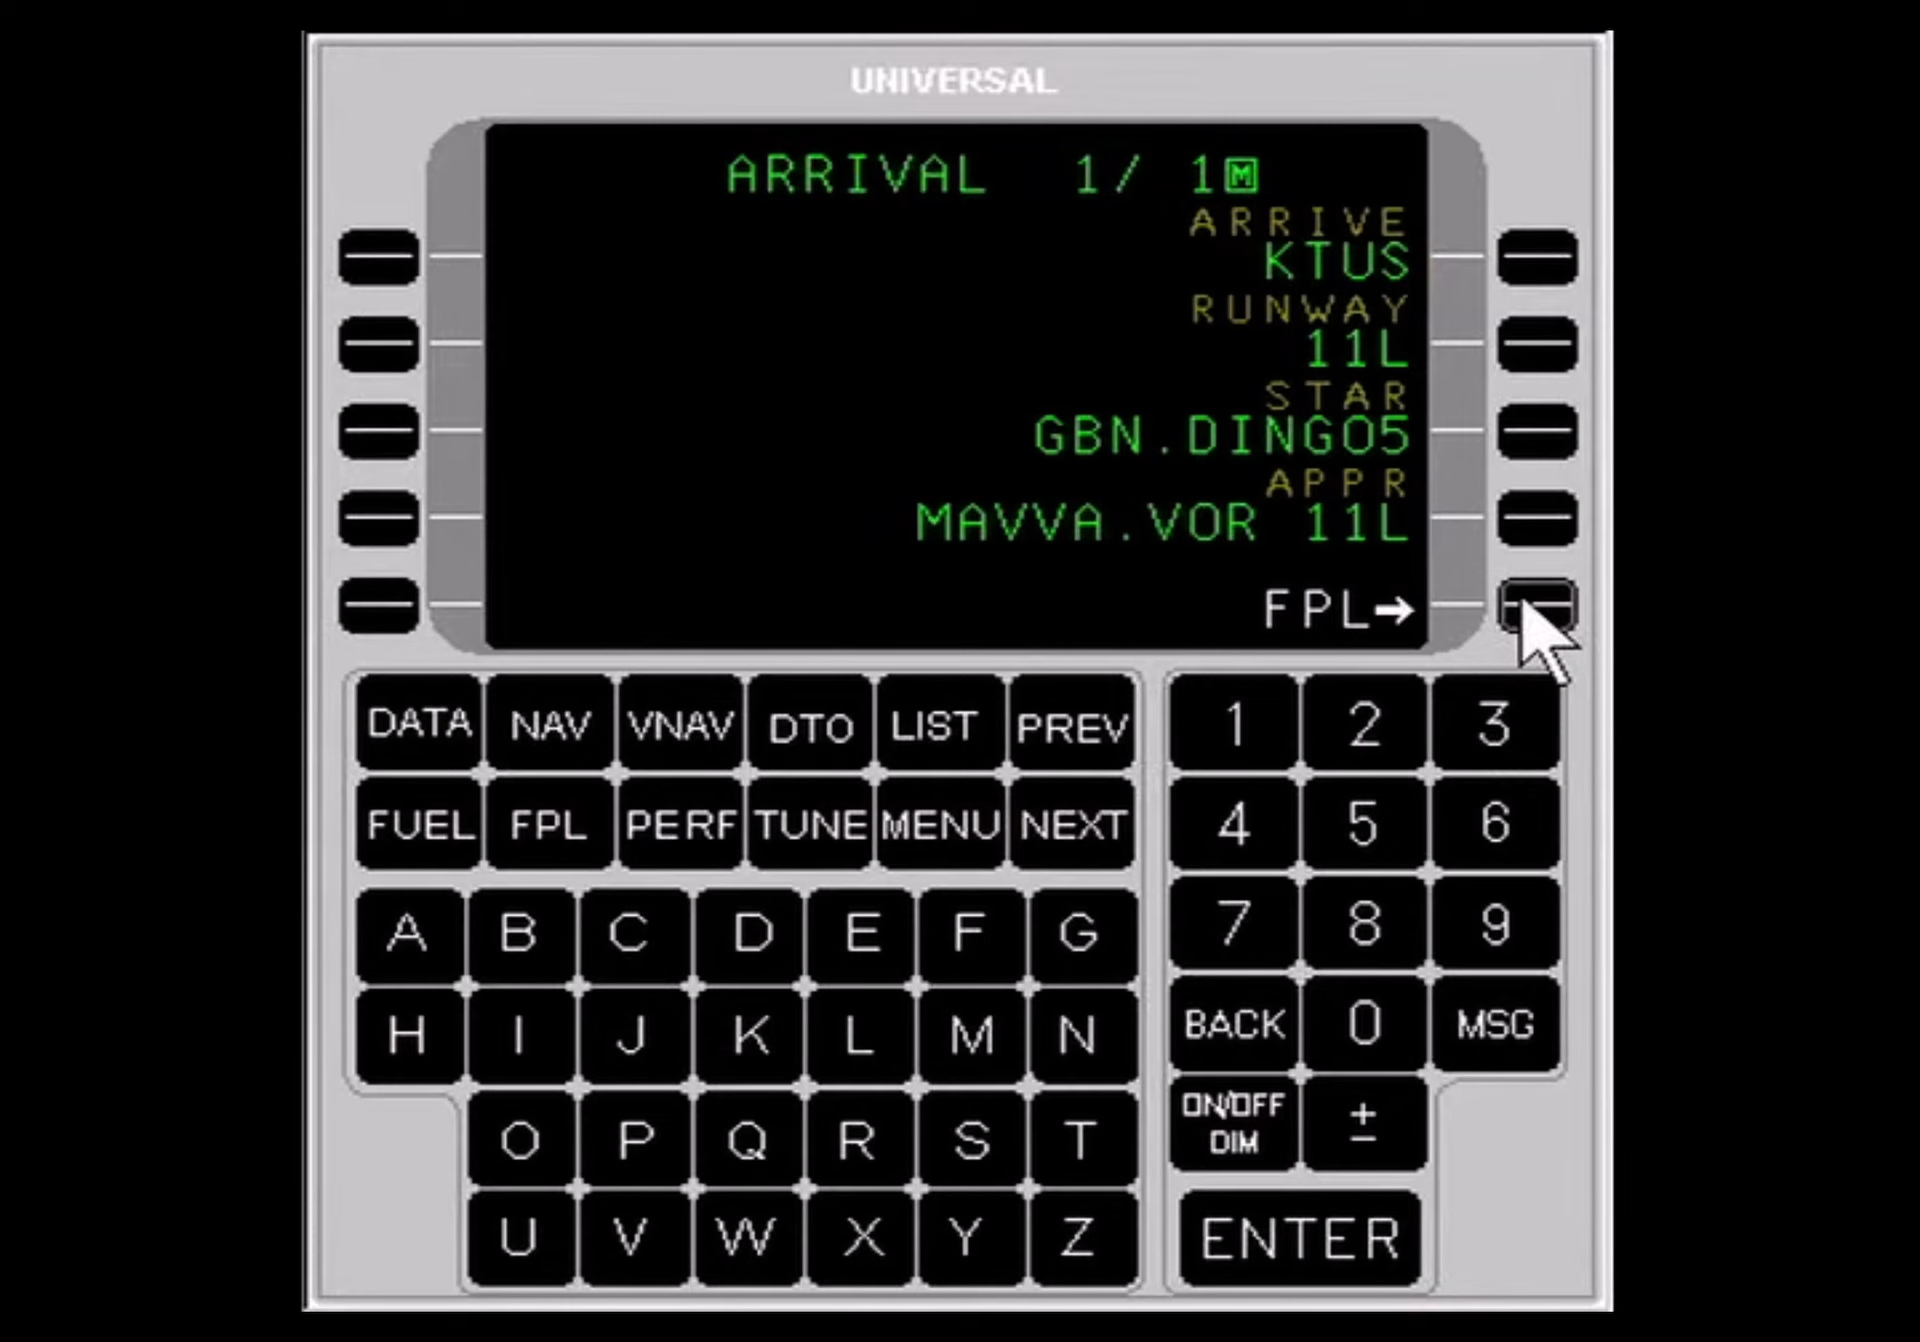 UNIVERSAL
ARRIVAL 1/ 1 M
ARRIVE
KTUS
RUNWAY
11L
STAR
GBN.DINGO5
APPR
MAVVA.VOR 11L
FPL→
DATA NAV VNAV DTO LIST PREV
FUEL FPL PERF TUNE MENU NEXT
A B C D E F G
H I J K L M N
O P Q R S T
U V W X Y Z
1 2 3
4 5 6
7 8 9
BACK 0 MSG
ON/OFF DIM ±
ENTER